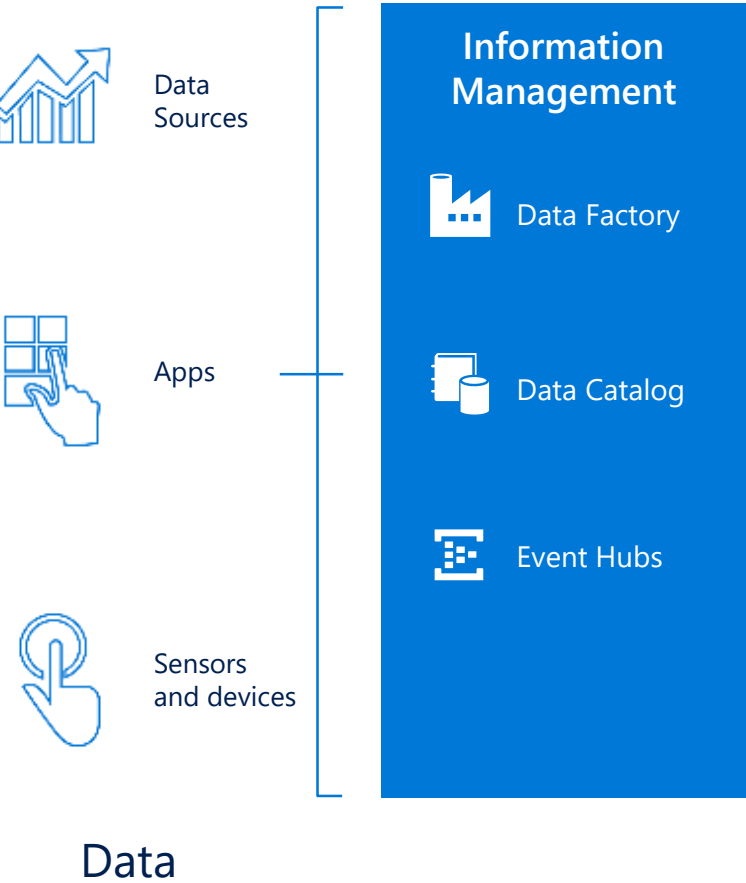 Data
Sources
Apps
Sensors
and devices
Data
Information
Management
Data Factory
Data Catalog
Event Hubs